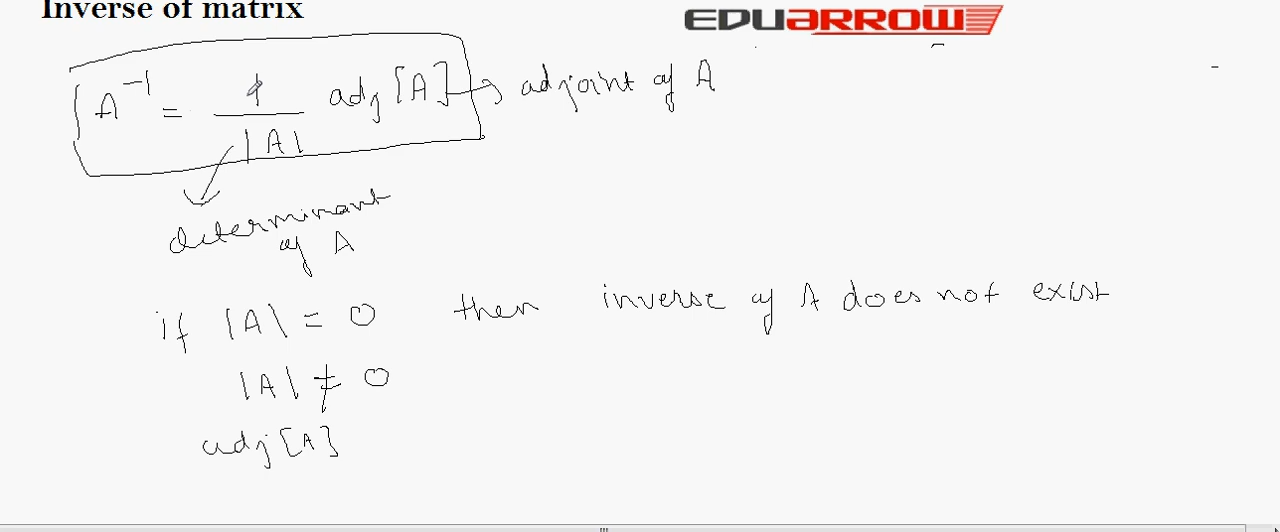 Inverse of matrix
EDUARROW
A⁻¹ = 1/|A| adj [A] → adjoint of A
determinant
of A
if |A| = 0 then inverse of A does not exist
|A| ≠ 0
adj [A]